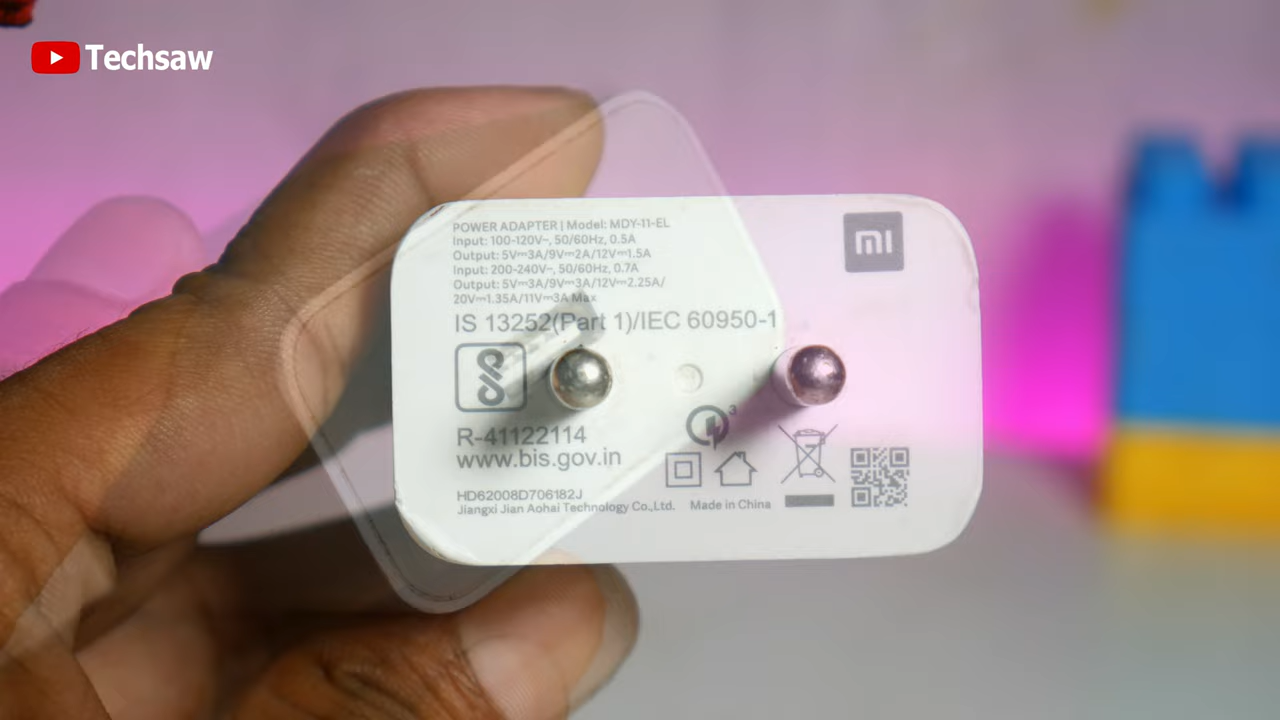 Techsaw
POWER ADAPTER | Model: MDY-11-EL
Input: 100-120V~, 50/60Hz, 0.5A
Output: 5V⎓3A/9V⎓2A/12V⎓1.5A
Input: 200-240V~, 50/60Hz, 0.7A
Output: 5V⎓3A/9V⎓3A/12V⎓2.25A/
20V⎓1.35A/11V⎓3A Max
mi
IS 13252(Part 1)/IEC 60950-1
R-41122114
www.bis.gov.in
3
HD62008D706182J
Jiangxi Jian Aohai Technology Co.,Ltd. Made in China